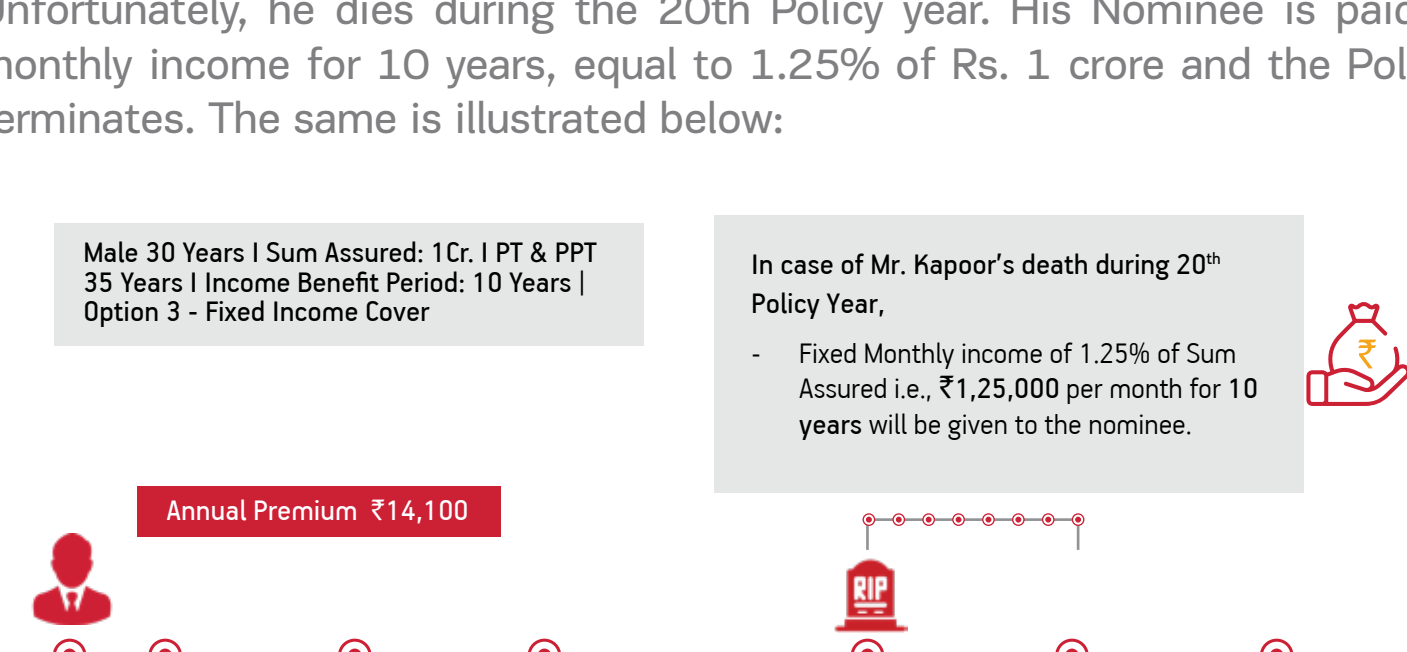 Unfortunately, he dies during the 20th Policy year. His Nominee is paid
monthly income for 10 years, equal to 1.25% of Rs. 1 crore and the Pol
terminates. The same is illustrated below:
Male 30 Years I Sum Assured: 1Cr. I PT & PPT
35 Years I Income Benefit Period: 10 Years |
Option 3 - Fixed Income Cover
In case of Mr. Kapoor's death during 20th
Policy Year,
- Fixed Monthly income of 1.25% of Sum
Assured i.e., ₹1,25,000 per month for 10
years will be given to the nominee.
₹
Annual Premium ₹14,100
RIP